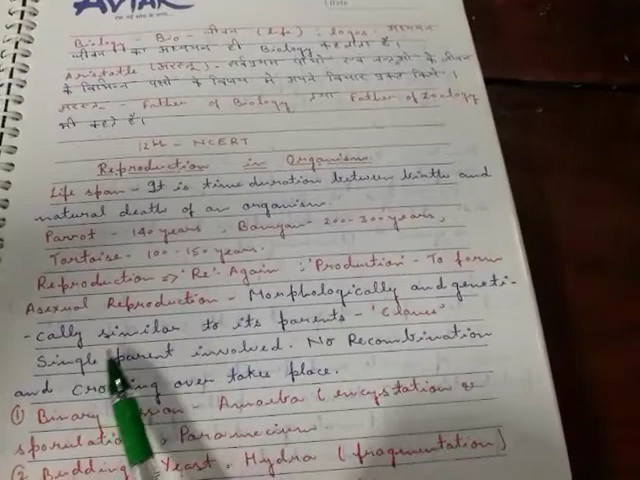 AVTAR
Biology - Bio - जीवन (life) ; logos - अध्ययन
जीवन का अध्ययन ही Biology कहलाता है।
Aristotle (अरस्तू) - सर्वप्रथम पौधों एवं जन्तुओं के जीवन
के विभिन्न पक्षों के विषय में अपने विचार प्रकट किये।
अरस्तू - Father of Biology तथा Father of Zoology
भी कहते हैं।
12th - NCERT
Reproduction in Organism
Life span - It is time duration between birth and
natural death of an organism.
Parrot - 140 years, Banyan - 200-300 years,
Tortoise - 100-150 years.
Reproduction => 'Re' Again ; 'Production' - To form
Asexual Reproduction - Morphologically and geneti-
-cally similar to its parents - 'Clones'
Single parent involved. No Recombination
and crossing over takes place.
① Binary - Amoeba (encystation &
sporulation, Paramecium
2 Budding - Yeast, Hydra (fragmentation)